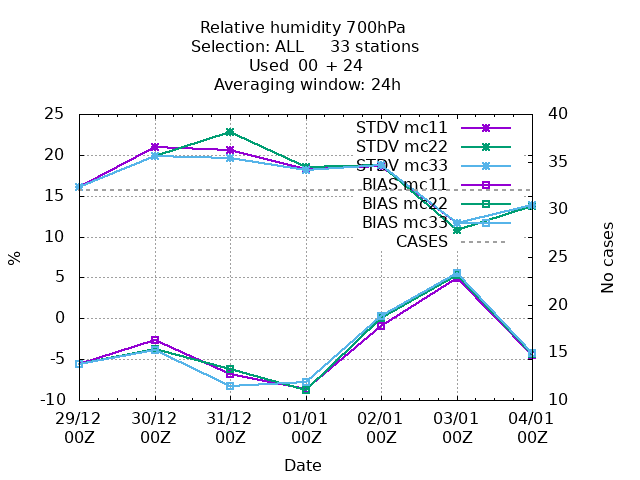 Relative humidity 700hPa
Selection: ALL     33 stations
Used  00  + 24
Averaging window: 24h
25
20
15
10
5
0
-5
-10
%
40
35
30
25
20
15
10
No cases
STDV mc11
STDV mc22
STDV mc33
BIAS mc11
BIAS mc22
BIAS mc33
CASES
29/12 30/12 31/12 01/01 02/01 03/01 04/01
00Z 00Z 00Z 00Z 00Z 00Z 00Z
Date